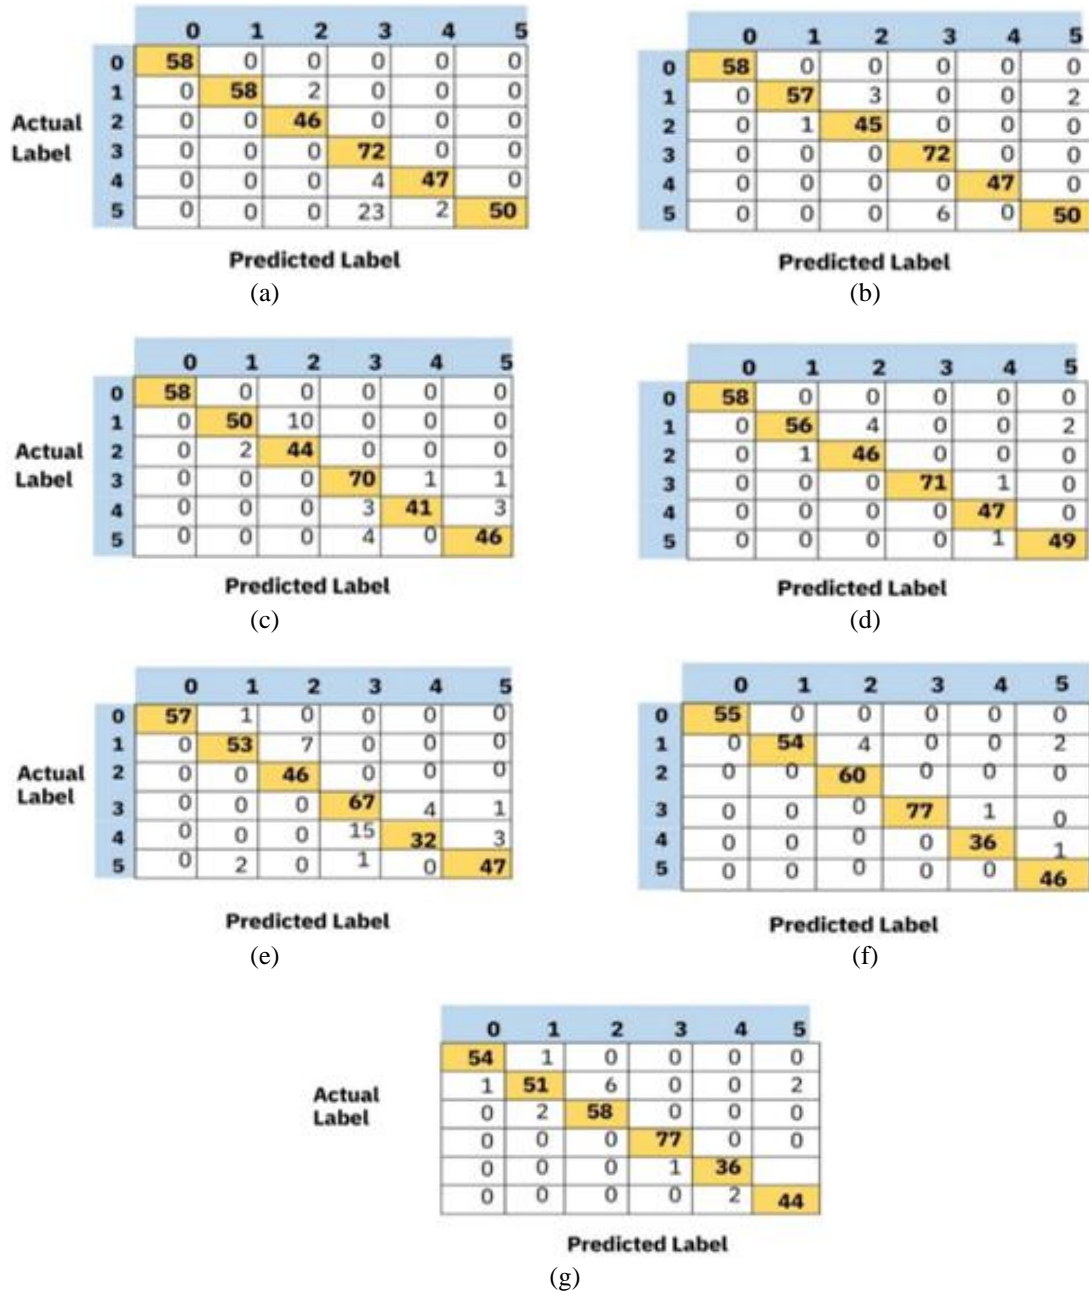 0 1 2 3 4 5
0 58 0 0 0 0 0
1 0 58 2 0 0 0
2 0 0 46 0 0 0
3 0 0 0 72 0 0
4 0 0 0 4 47 0
5 0 0 0 23 2 50
Actual
Label
Predicted Label
(a)
0 1 2 3 4 5
0 58 0 0 0 0 0
1 0 57 3 0 0 2
2 0 1 45 0 0 0
3 0 0 0 72 0 0
4 0 0 0 0 47 0
5 0 0 0 6 0 50
Predicted Label
(b)
0 1 2 3 4 5
0 58 0 0 0 0 0
1 0 50 10 0 0 0
2 0 2 44 0 0 0
3 0 0 0 70 1 1
4 0 0 0 3 41 3
5 0 0 0 4 0 46
Actual
Label
Predicted Label
(c)
0 1 2 3 4 5
0 58 0 0 0 0 0
1 0 56 4 0 0 2
2 0 1 46 0 0 0
3 0 0 0 71 1 0
4 0 0 0 0 47 0
5 0 0 0 0 1 49
Predicted Label
(d)
0 1 2 3 4 5
0 57 1 0 0 0 0
1 0 53 7 0 0 0
2 0 0 46 0 0 0
3 0 0 0 67 4 1
4 0 0 0 15 32 3
5 0 2 0 1 0 47
Actual
Label
Predicted Label
(e)
0 1 2 3 4 5
0 55 0 0 0 0 0
1 0 54 4 0 0 2
2 0 0 60 0 0 0
3 0 0 0 77 1 0
4 0 0 0 0 36 1
5 0 0 0 0 0 46
Predicted Label
(f)
0 1 2 3 4 5
54 1 0 0 0 0
1 51 6 0 0 2
0 2 58 0 0 0
0 0 0 77 0 0
0 0 0 1 36
0 0 0 0 2 44
Actual
Label
Predicted Label
(g)